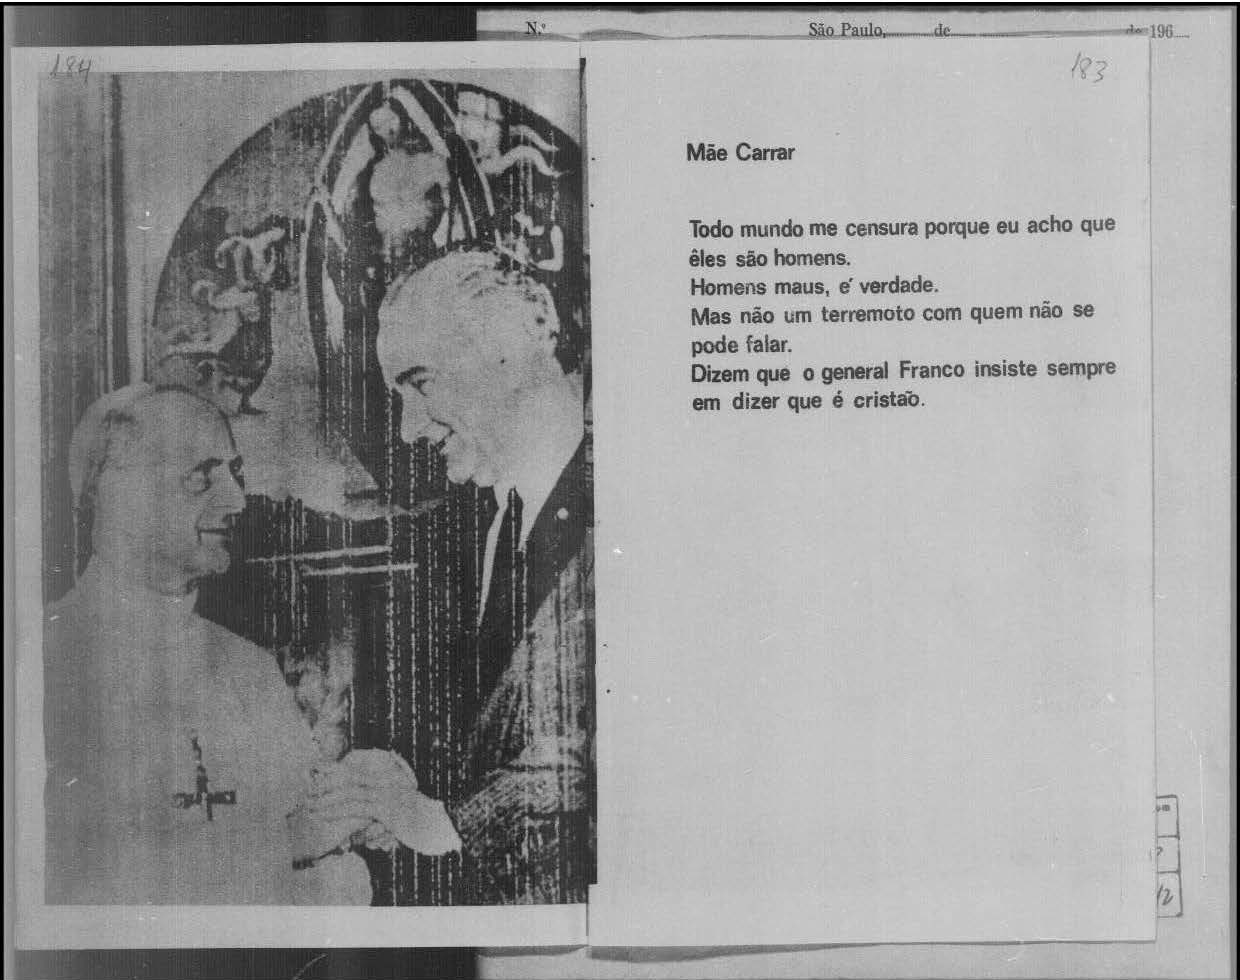 N.º São Paulo, de de 196
184
183
Mãe Carrar
Todo mundo me censura porque eu acho que
êles são homens.
Homens maus, e´ verdade.
Mas não um terremoto com quem não se
pode falar.
Dizem que o general Franco insiste sempre
em dizer que é cristão.